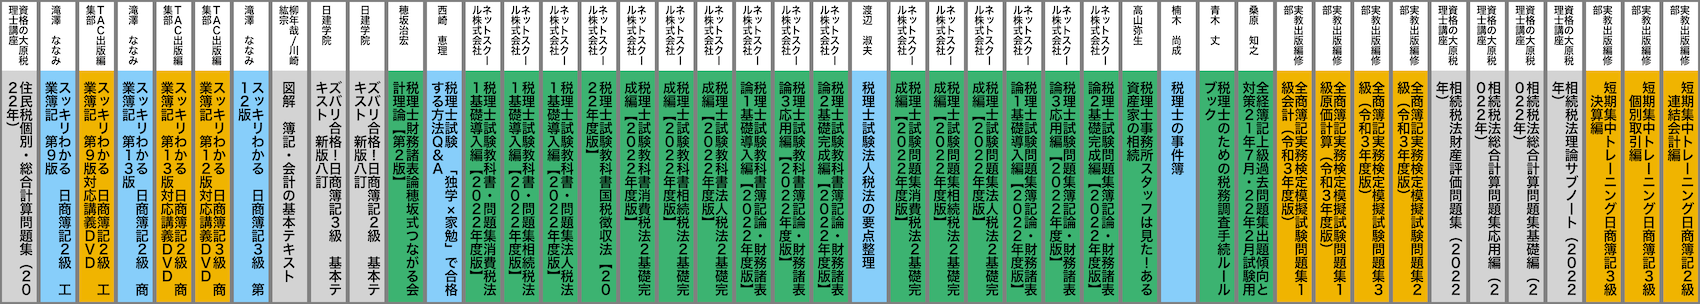 資格の大原税
理士講座
住民税個別・総合計算問題集（２０
２２年）
滝澤　ななみ
スッキリわかる　日商簿記２級　工
業簿記　第９版
ＴＡＣ出版編
集部
スッキリわかる　日商簿記２級　工
業簿記　第９版対応講義ＤＶＤ
滝澤　ななみ
スッキリわかる　日商簿記２級　商
業簿記　第１３版
ＴＡＣ出版編
集部
スッキリわかる　日商簿記２級　商
業簿記　第１３版対応講義ＤＶＤ
ＴＡＣ出版編
集部
スッキリわかる　日商簿記３級　商
業簿記　第１２版対応講義ＤＶＤ
滝澤　ななみ
スッキリわかる　日商簿記３級　第
１２版
柳年哉／川崎
紘宗
図解　簿記・会計の基本テキスト
日建学院
ズバリ合格！日商簿記３級　基本テ
キスト　新版八訂
日建学院
ズバリ合格！日商簿記２級　基本テ
キスト　新版八訂
穂坂治宏
税理士財務諸表論穂坂式つながる会
計理論【第２版】
西﨑　恵理
税理士試験　「独学×家勉」で合格
する方法Ｑ＆Ａ
ネットスクー
ル株式会社
税理士試験教科書・問題集消費税法
１基礎導入編【２０２２年度版】
ネットスクー
ル株式会社
税理士試験教科書・問題集相続税法
１基礎導入編【２０２２年度版】
ネットスクー
ル株式会社
税理士試験教科書・問題集法人税法
１基礎導入編【２０２２年度版】
ネットスクー
ル株式会社
税理士試験教科書国税徴収法【２０
２２年度版】
ネットスクー
ル株式会社
税理士試験教科書消費税法２基礎完
成編【２０２２年度版】
ネットスクー
ル株式会社
税理士試験教科書相続税法２基礎完
成編【２０２２年度版】
ネットスクー
ル株式会社
税理士試験教科書法人税法２基礎完
成編【２０２２年度版】
ネットスクー
ル株式会社
税理士試験教科書簿記論・財務諸表
論１基礎導入編【２０２２年度版】
ネットスクー
ル株式会社
税理士試験教科書簿記論・財務諸表
論３応用編【２０２２年度版】
ネットスクー
ル株式会社
税理士試験教科書簿記論・財務諸表
論２基礎完成編【２０２２年度版】
渡辺　淑夫
税理士試験法人税法の要点整理
ネットスクー
ル株式会社
税理士試験問題集消費税法２基礎完
成編【２０２２年度版】
ネットスクー
ル株式会社
税理士試験問題集相続税法２基礎完
成編【２０２２年度版】
ネットスクー
ル株式会社
税理士試験問題集法人税法２基礎完
成編【２０２２年度版】
ネットスクー
ル株式会社
税理士試験問題集簿記論・財務諸表
論１基礎導入編【２０２２年度版】
ネットスクー
ル株式会社
税理士試験問題集簿記論・財務諸表
論３応用編【２０２２年度版】
ネットスクー
ル株式会社
税理士試験問題集簿記論・財務諸表
論２基礎完成編【２０２２年度版】
高山弥生
税理士事務所スタッフは見た！ある
資産家の相続
楠木　尚成
税理士の事件簿
青木　丈
税理士のための税務調査手続ルール
ブック
桑原　知之
全経簿記上級過去問題集出題傾向と
対策２１年７月・２２年２月試験用
実教出版編修
部
全商簿記実務検定模擬試験問題集１
級会計（令和３年度版）
実教出版編修
部
全商簿記実務検定模擬試験問題集１
級原価計算（令和３年度版）
実教出版編修
部
全商簿記実務検定模擬試験問題集３
級（令和３年度版）
実教出版編修
部
全商簿記実務検定模擬試験問題集２
級（令和３年度版）
資格の大原税
理士講座
相続税法財産評価問題集（２０２２
年）
資格の大原税
理士講座
相続税法総合計算問題集応用編（２
０２２年）
資格の大原税
理士講座
相続税法総合計算問題集基礎編（２
０２２年）
資格の大原税
理士講座
相続税法理論サブノート（２０２２
年）
実教出版編修
部
短期集中トレーニング日商簿記３級
　決算編
実教出版編修
部
短期集中トレーニング日商簿記３級
　個別取引編
実教出版編修
部
短期集中トレーニング日商簿記２級
　連結会計編